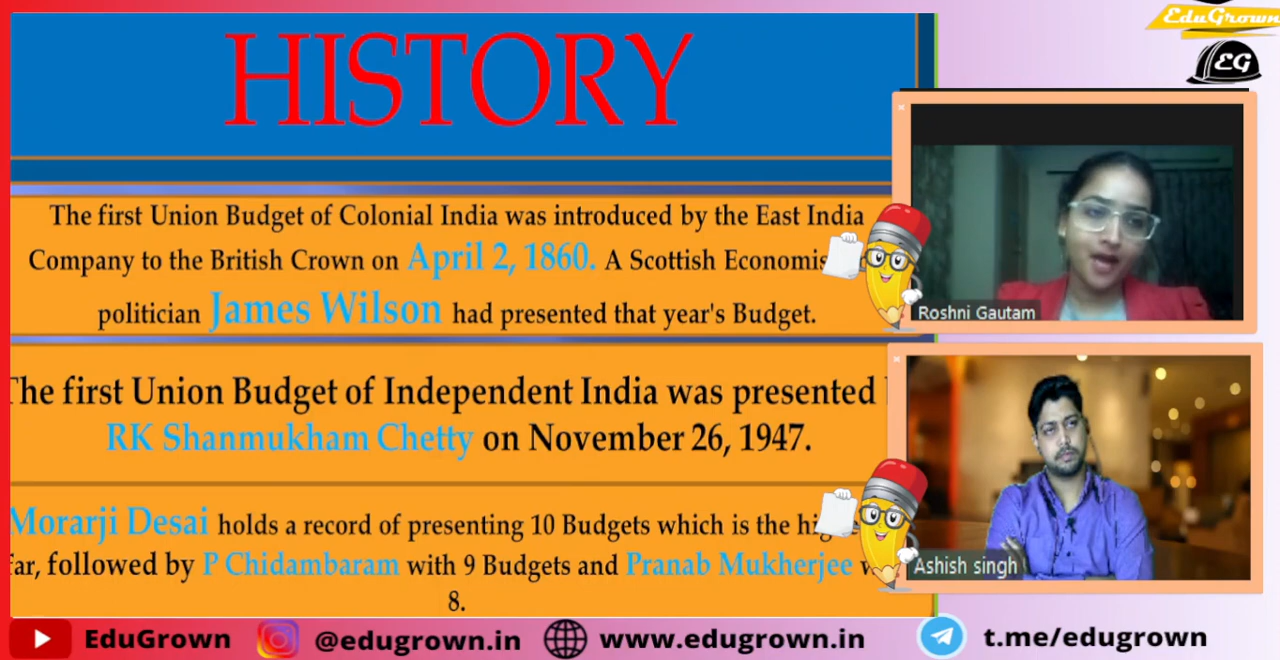 HISTORY
The first Union Budget of Colonial India was introduced by the East India
Company to the British Crown on April 2, 1860. A Scottish
politician James Wilson had presented that year's Budget.
The first Union Budget of Independent India was presented
RK Shanmukham Chetty on November 26, 1947.
Morarji Desai holds a record of presenting 10 Budgets which is the
far, followed by P Chidambaram with 9 Budgets and Pranab Mukherjee
8.
EduGrown
EG
Roshni Gautam
Ashish singh
EduGrown
@edugrown.in
www.edugrown.in
t.me/edugrown